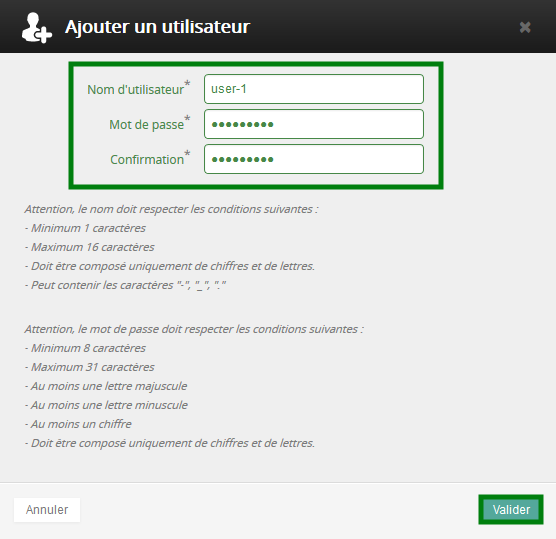 Ajouter un utilisateur
Nom d'utilisateur* user-1
Mot de passe* ●●●●●●●●●
Confirmation* ●●●●●●●●●
Attention, le nom doit respecter les conditions suivantes :
- Minimum 1 caractères
- Maximum 16 caractères
- Doit être composé uniquement de chiffres et de lettres.
- Peut contenir les caractères "-", "_", "."
Attention, le mot de passe doit respecter les conditions suivantes :
- Minimum 8 caractères
- Maximum 31 caractères
- Au moins une lettre majuscule
- Au moins une lettre minuscule
- Au moins un chiffre
- Doit être composé uniquement de chiffres et de lettres.
Annuler Valider